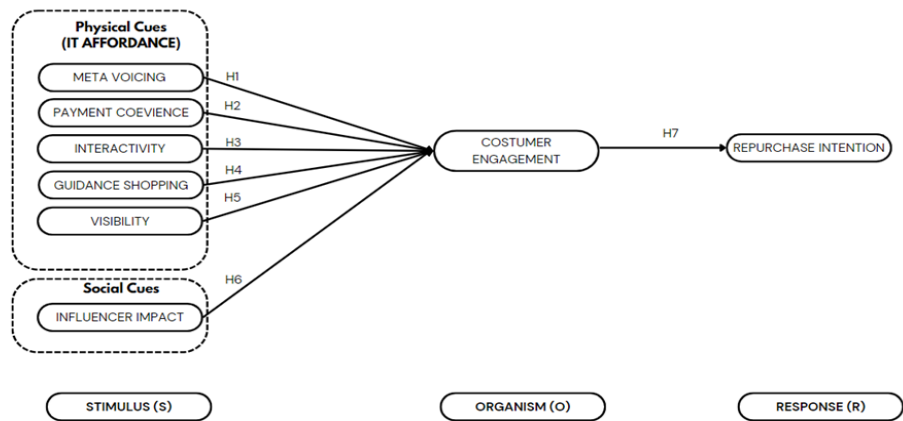 Physical Cues
(IT AFFORDANCE)
META VOICING
H1
PAYMENT COEVIENCE
H2
INTERACTIVITY
H3
GUIDANCE SHOPPING
H4
VISIBILITY
H5
COSTUMER
ENGAGEMENT
H7
REPURCHASE INTENTION
Social Cues
H6
INFLUENCER IMPACT
STIMULUS (S)
ORGANISM (O)
RESPONSE (R)